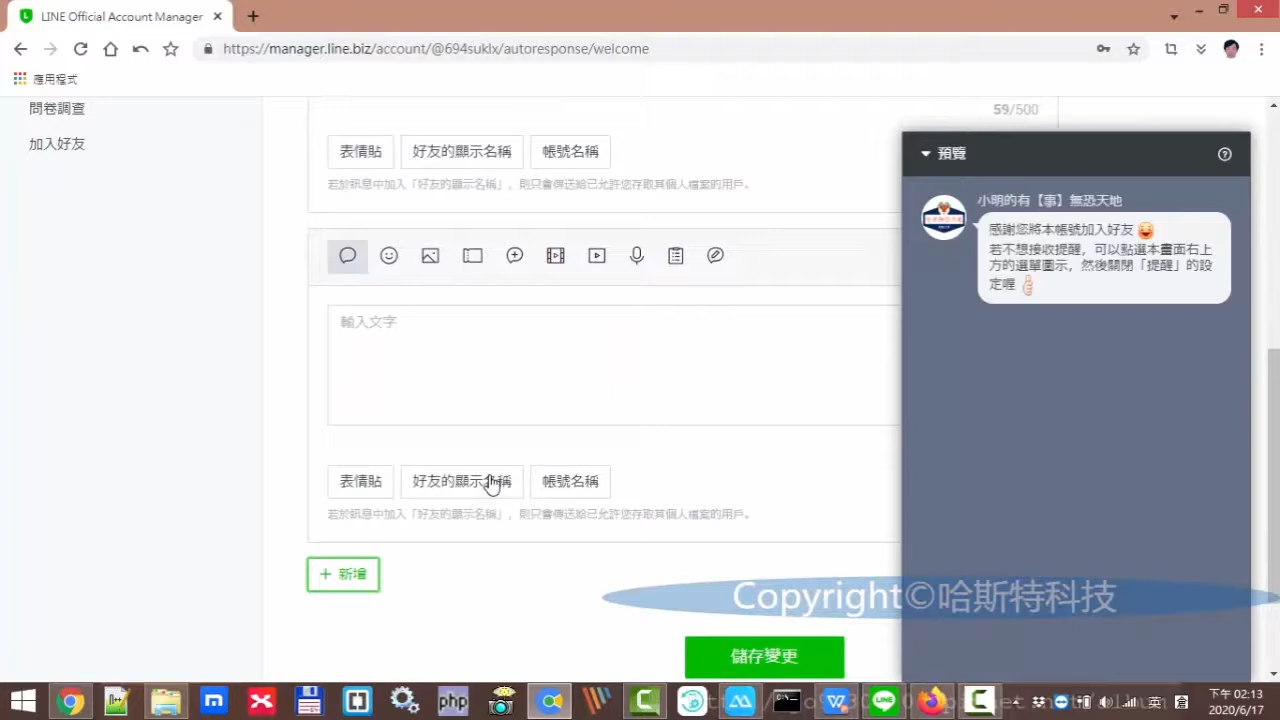 LINE Official Account Manager
https://manager.line.biz/account/@694suklx/autoresponse/welcome
應用程式
問卷調查
加入好友
59/500
表情貼
好友的顯示名稱
帳號名稱
若於訊息中加入「好友的顯示名稱」，則只會傳送給已允許您存取其個人檔案的用戶。
預覽
小明的有【事】無恐天地
感謝您將本帳號加入好友
若不想接收提醒，可以點選本畫面右上
方的選單圖示，然後關閉「提醒」的設
定喔
輸入文字
表情貼
好友的顯示名稱
帳號名稱
若於訊息中加入「好友的顯示名稱」，則只會傳送給已允許您存取其個人檔案的用戶。
+ 新增
Copyright©哈斯特科技
儲存變更
php
LINE
英
下午 02:13
2020/6/17